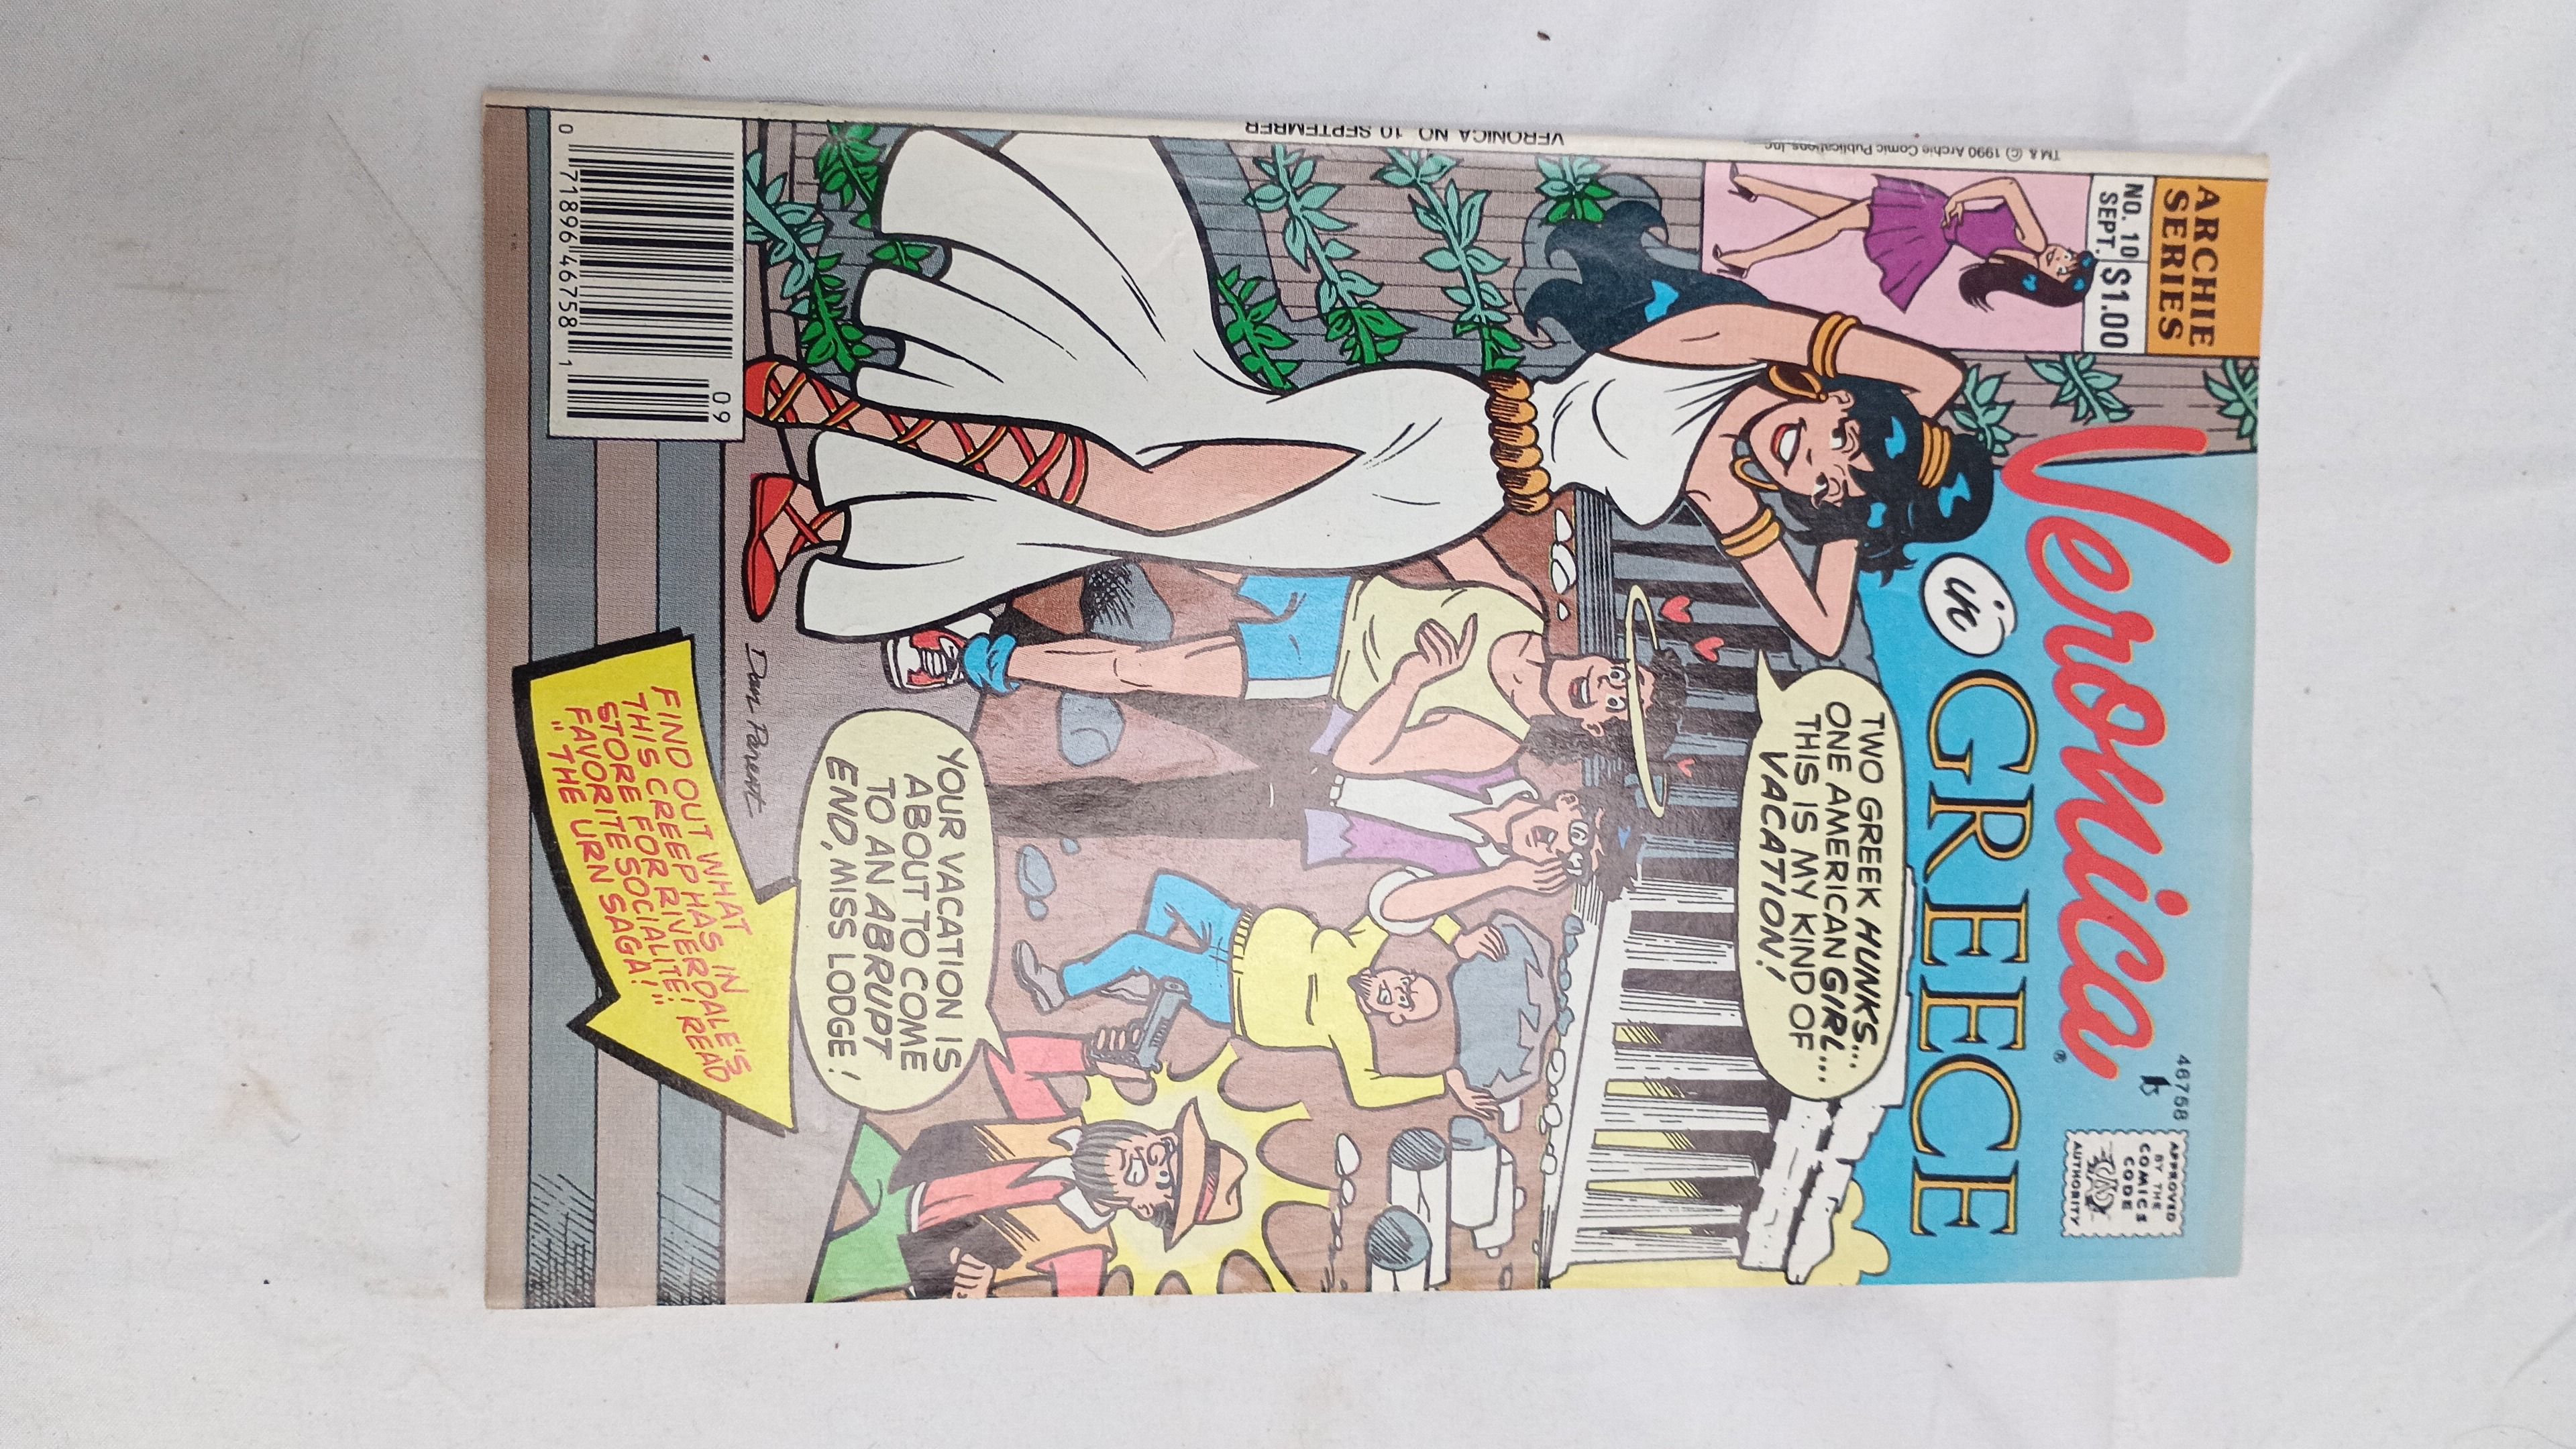 ARCHIE
SERIES
NO. 10
SEPT.
$1.00
Veronica®
in
GREECE
46758
APPROVED
BY THE
COMICS
CODE
AUTHORITY
TWO GREEK HUNKS...
ONE AMERICAN GIRL...
THIS IS MY KIND OF
VACATION!
YOUR VACATION IS
ABOUT TO COME
TO AN ABRUPT
END, MISS LODGE!
Dan Parent
FIND OUT WHAT
THIS CREEP HAS IN
STORE FOR RIVERDALE'S
FAVORITE SOCIALITE! READ
"THE URN SAGA!"
0 71896 46758 1
09
VERONICA NO. 10 SEPTEMBER
TM & © 1990 Archie Comic Publications, Inc.